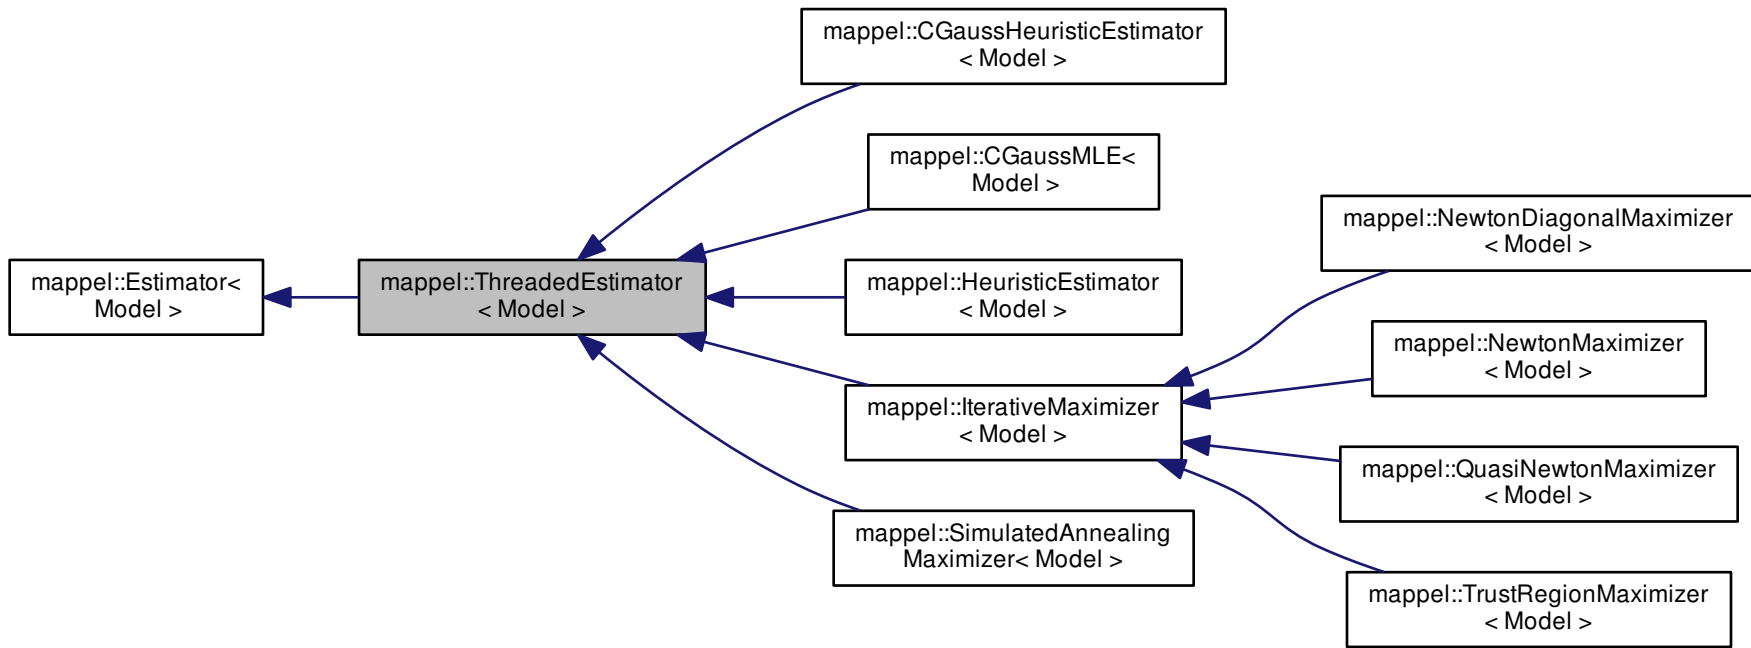 mappel::CGaussHeuristicEstimator
< Model >
mappel::CGaussMLE<
Model >
mappel::NewtonDiagonalMaximizer
< Model >
mappel::Estimator<
Model >
mappel::ThreadedEstimator
< Model >
mappel::HeuristicEstimator
< Model >
mappel::NewtonMaximizer
< Model >
mappel::IterativeMaximizer
< Model >
mappel::QuasiNewtonMaximizer
< Model >
mappel::SimulatedAnnealing
Maximizer< Model >
mappel::TrustRegionMaximizer
< Model >